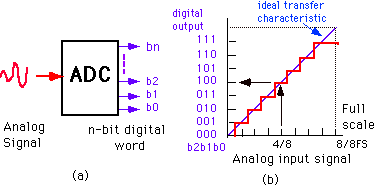 ADC
bn
b2
b1
b0
Analog
Signal
n-bit digital
word
(a)
digital
output
ideal transfer
characteristic
111
110
101
100
011
010
001
000
b2b1b0
4/8
8/8FS
Full
scale
Analog input signal
(b)